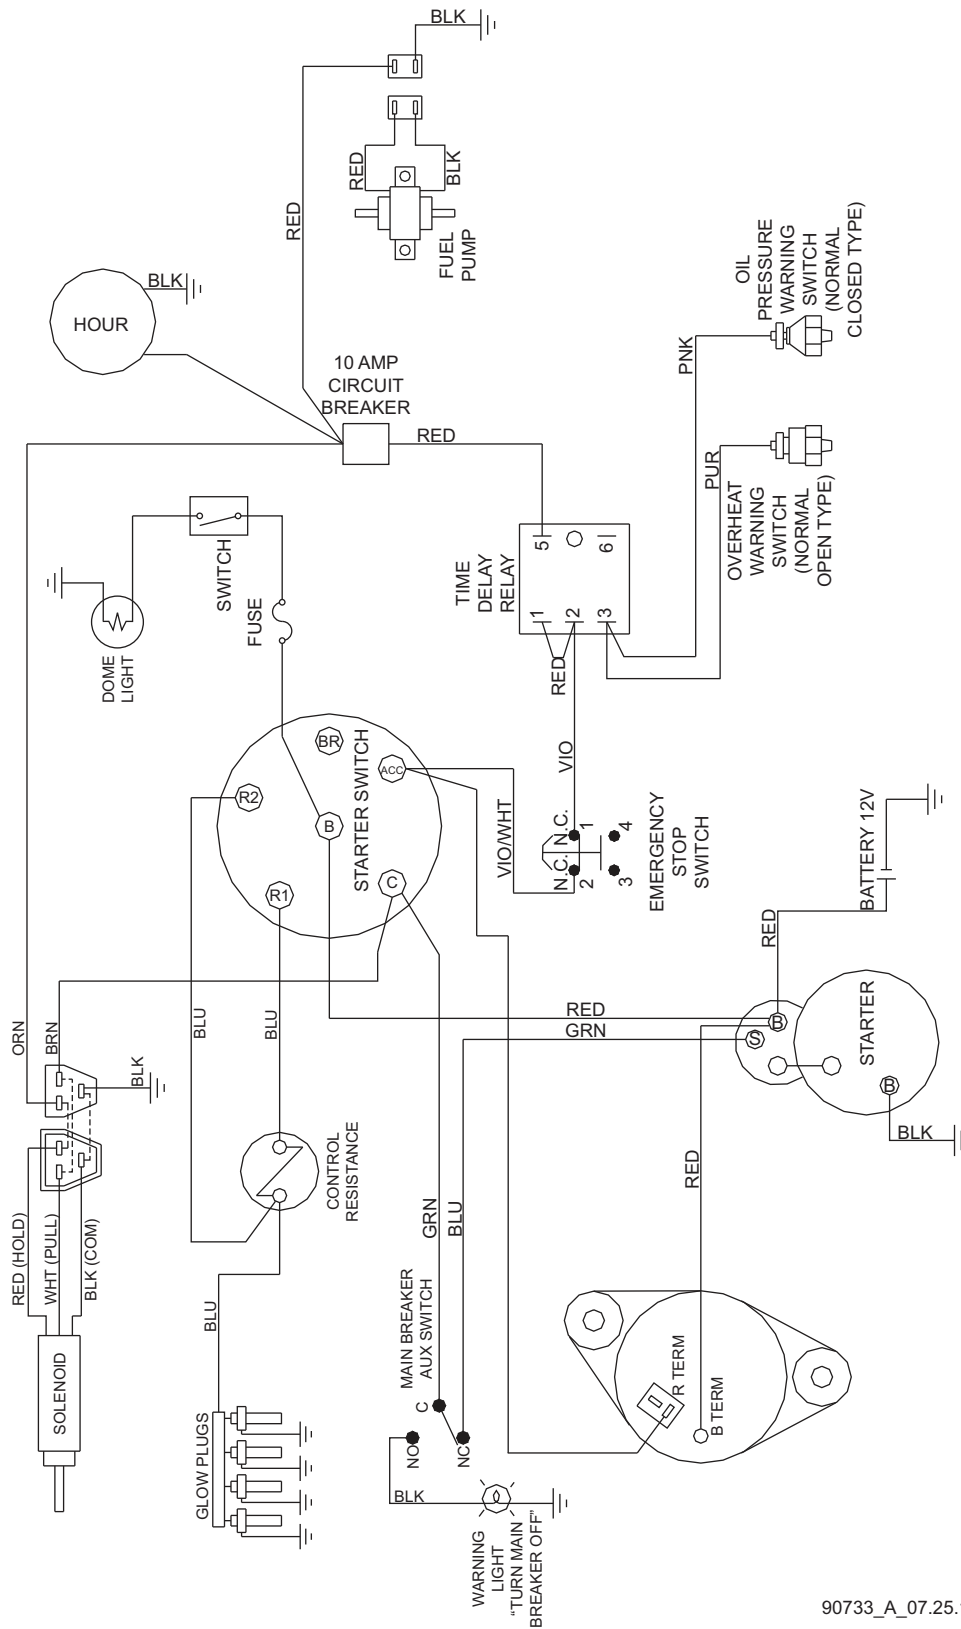 BLK
RED
BLK
RED
FUEL
PUMP
BLK
HOUR
RED
10 AMP
CIRCUIT
BREAKER
RED
OIL
PRESSURE
WARNING
SWITCH
(NORMAL
CLOSED TYPE)
PNK
PUR
OVERHEAT
WARNING
SWITCH
(NORMAL
OPEN TYPE)
SWITCH
FUSE
DOME
LIGHT
TIME
DELAY
RELAY
5
6
1
2
3
RED
VIO
VIO/WHT
N.C. N.C.
2 1
3 4
EMERGENCY
STOP
SWITCH
STARTER SWITCH
BR
R2
ACC
B
C
R1
BATTERY 12V
RED
RED
GRN
B
S
STARTER
B
BLK
ORN
BRN
BLK
BLU
BLU
CONTROL
RESISTANCE
RED (HOLD)
WHT (PULL)
BLK (COM)
SOLENOID
BLU
GLOW PLUGS
GRN
BLU
RED
MAIN BREAKER
AUX SWITCH
C
NO
NC
BLK
WARNING
LIGHT
"TURN MAIN
BREAKER OFF"
R TERM
B TERM
90733_A_07.25.